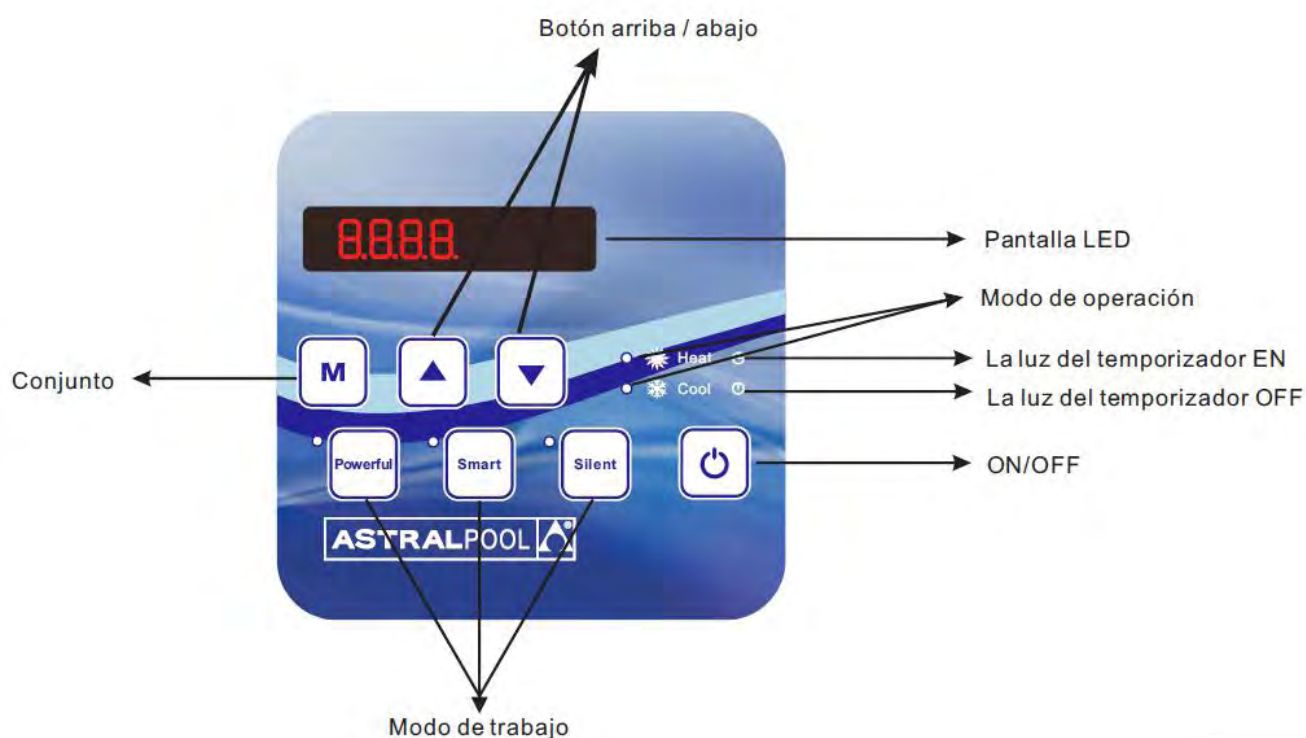 Botón arriba / abajo
8.8.8.8.
Pantalla LED
Modo de operación
M
Heat
La luz del temporizador EN
Conjunto
Cool
La luz del temporizador OFF
Powerful
Smart
Silent
ON/OFF
ASTRALPOOL
Modo de trabajo